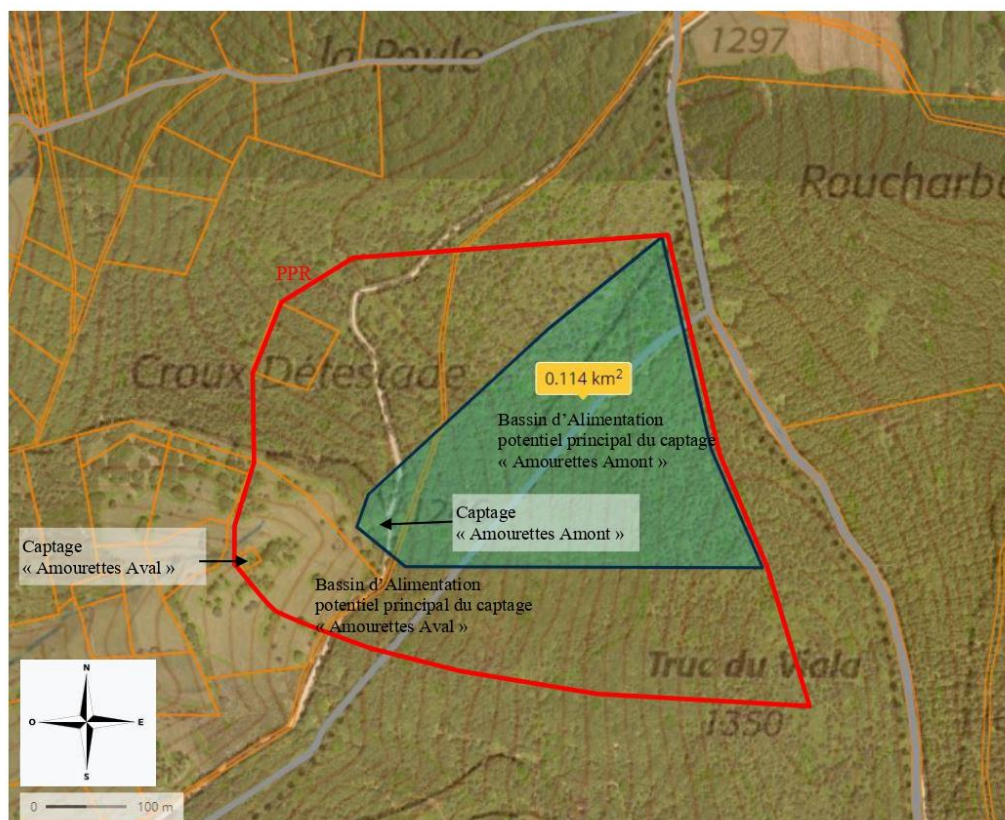 la Poule
1297
Roucharb
PPR
Croux Détestade
0.114 km²
Bassin d’Alimentation
potentiel principal du captage
« Amourettes Amont »
Captage
« Amourettes Amont »
Captage
« Amourettes Aval »
Bassin d’Alimentation
potentiel principal du captage
« Amourettes Aval »
Truc du Viala
1350
N
O
E
S
0
100 m